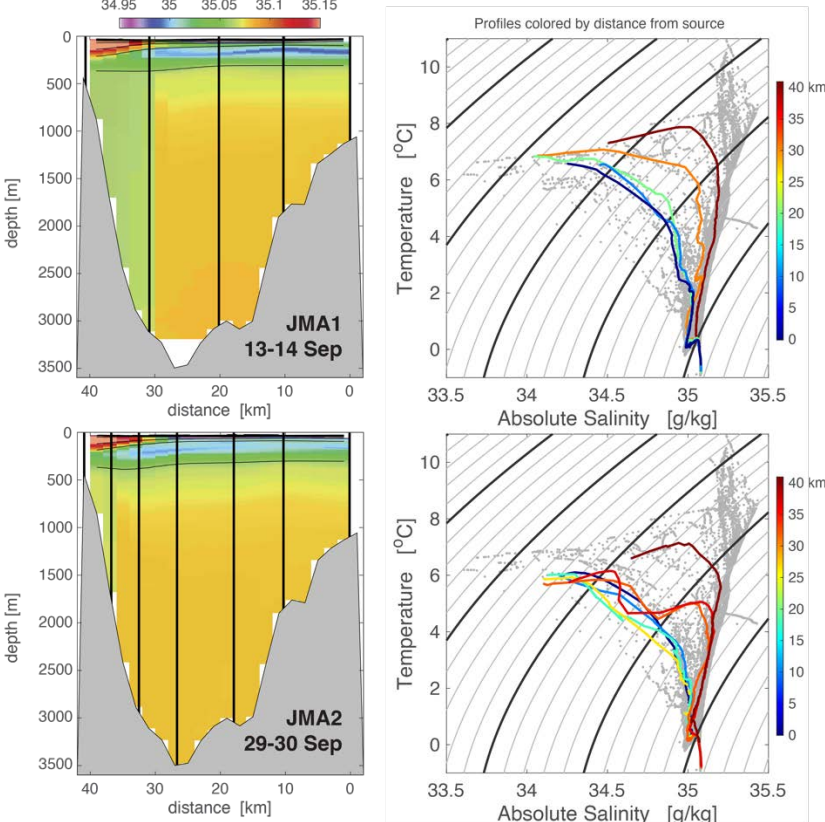 34.95 35 35.05 35.1 35.15
0
500
1000
1500
2000
2500
3000
3500
depth [m]
JMA1
13-14 Sep
40 30 20 10 0
distance [km]
Profiles colored by distance from source
10
8
6
4
2
0
Temperature [°C]
33.5 34 34.5 35 35.5
Absolute Salinity [g/kg]
40 km
35
30
25
20
15
10
5
0
0
500
1000
1500
2000
2500
3000
3500
depth [m]
JMA2
29-30 Sep
40 30 20 10 0
distance [km]
10
8
6
4
2
0
Temperature [°C]
33.5 34 34.5 35 35.5
Absolute Salinity [g/kg]
40 km
35
30
25
20
15
10
5
0